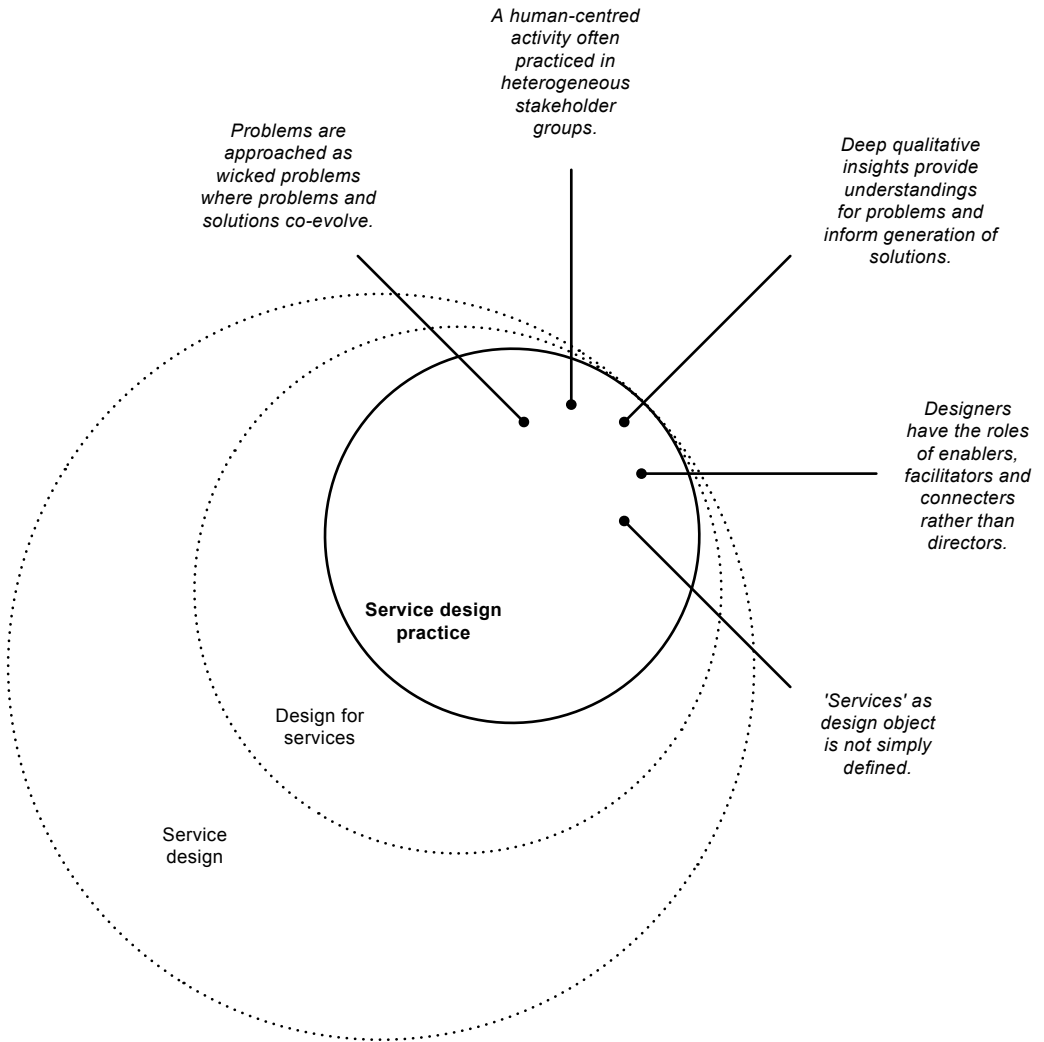 A human-centred
activity often
practiced in
heterogeneous
stakeholder
groups.
Problems are
approached as
wicked problems
where problems and
solutions co-evolve.
Deep qualitative
insights provide
understandings
for problems and
inform generation of
solutions.
Designers
have the roles
of enablers,
facilitators and
connecters
rather than
directors.
Service design
practice
'Services' as
design object
is not simply
defined.
Design for
services
Service
design